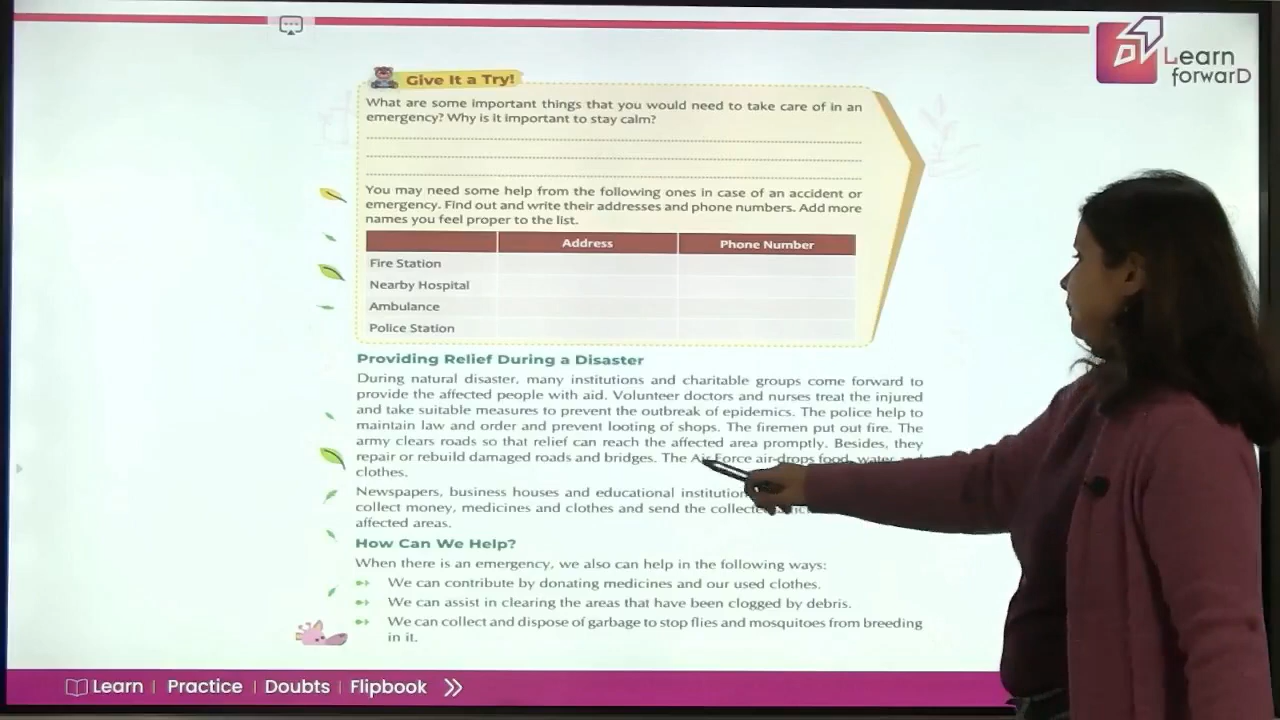 Learn
forwarD
Give It a Try!
What are some important things that you would need to take care of in an
emergency? Why is it important to stay calm?
You may need some help from the following ones in case of an accident or
emergency. Find out and write their addresses and phone numbers. Add more
names you feel proper to the list.
Address Phone Number
Fire Station
Nearby Hospital
Ambulance
Police Station
Providing Relief During a Disaster
During natural disaster, many institutions and charitable groups come forward to
provide the affected people with aid. Volunteer doctors and nurses treat the injured
and take suitable measures to prevent the outbreak of epidemics. The police help to
maintain law and order and prevent looting of shops. The firemen put out fire. The
army clears roads so that relief can reach the affected area promptly. Besides, they
repair or rebuild damaged roads and bridges. The Air Force air-drops food, water and
clothes.
Newspapers, business houses and educational
collect money, medicines and clothes and send the
affected areas.
How Can We Help?
When there is an emergency, we also can help in the following ways:
We can contribute by donating medicines and our used clothes.
We can assist in clearing the areas that have been clogged by debris.
We can collect and dispose of garbage to stop flies and mosquitoes from breeding
in it.
Learn | Practice | Doubts | Flipbook